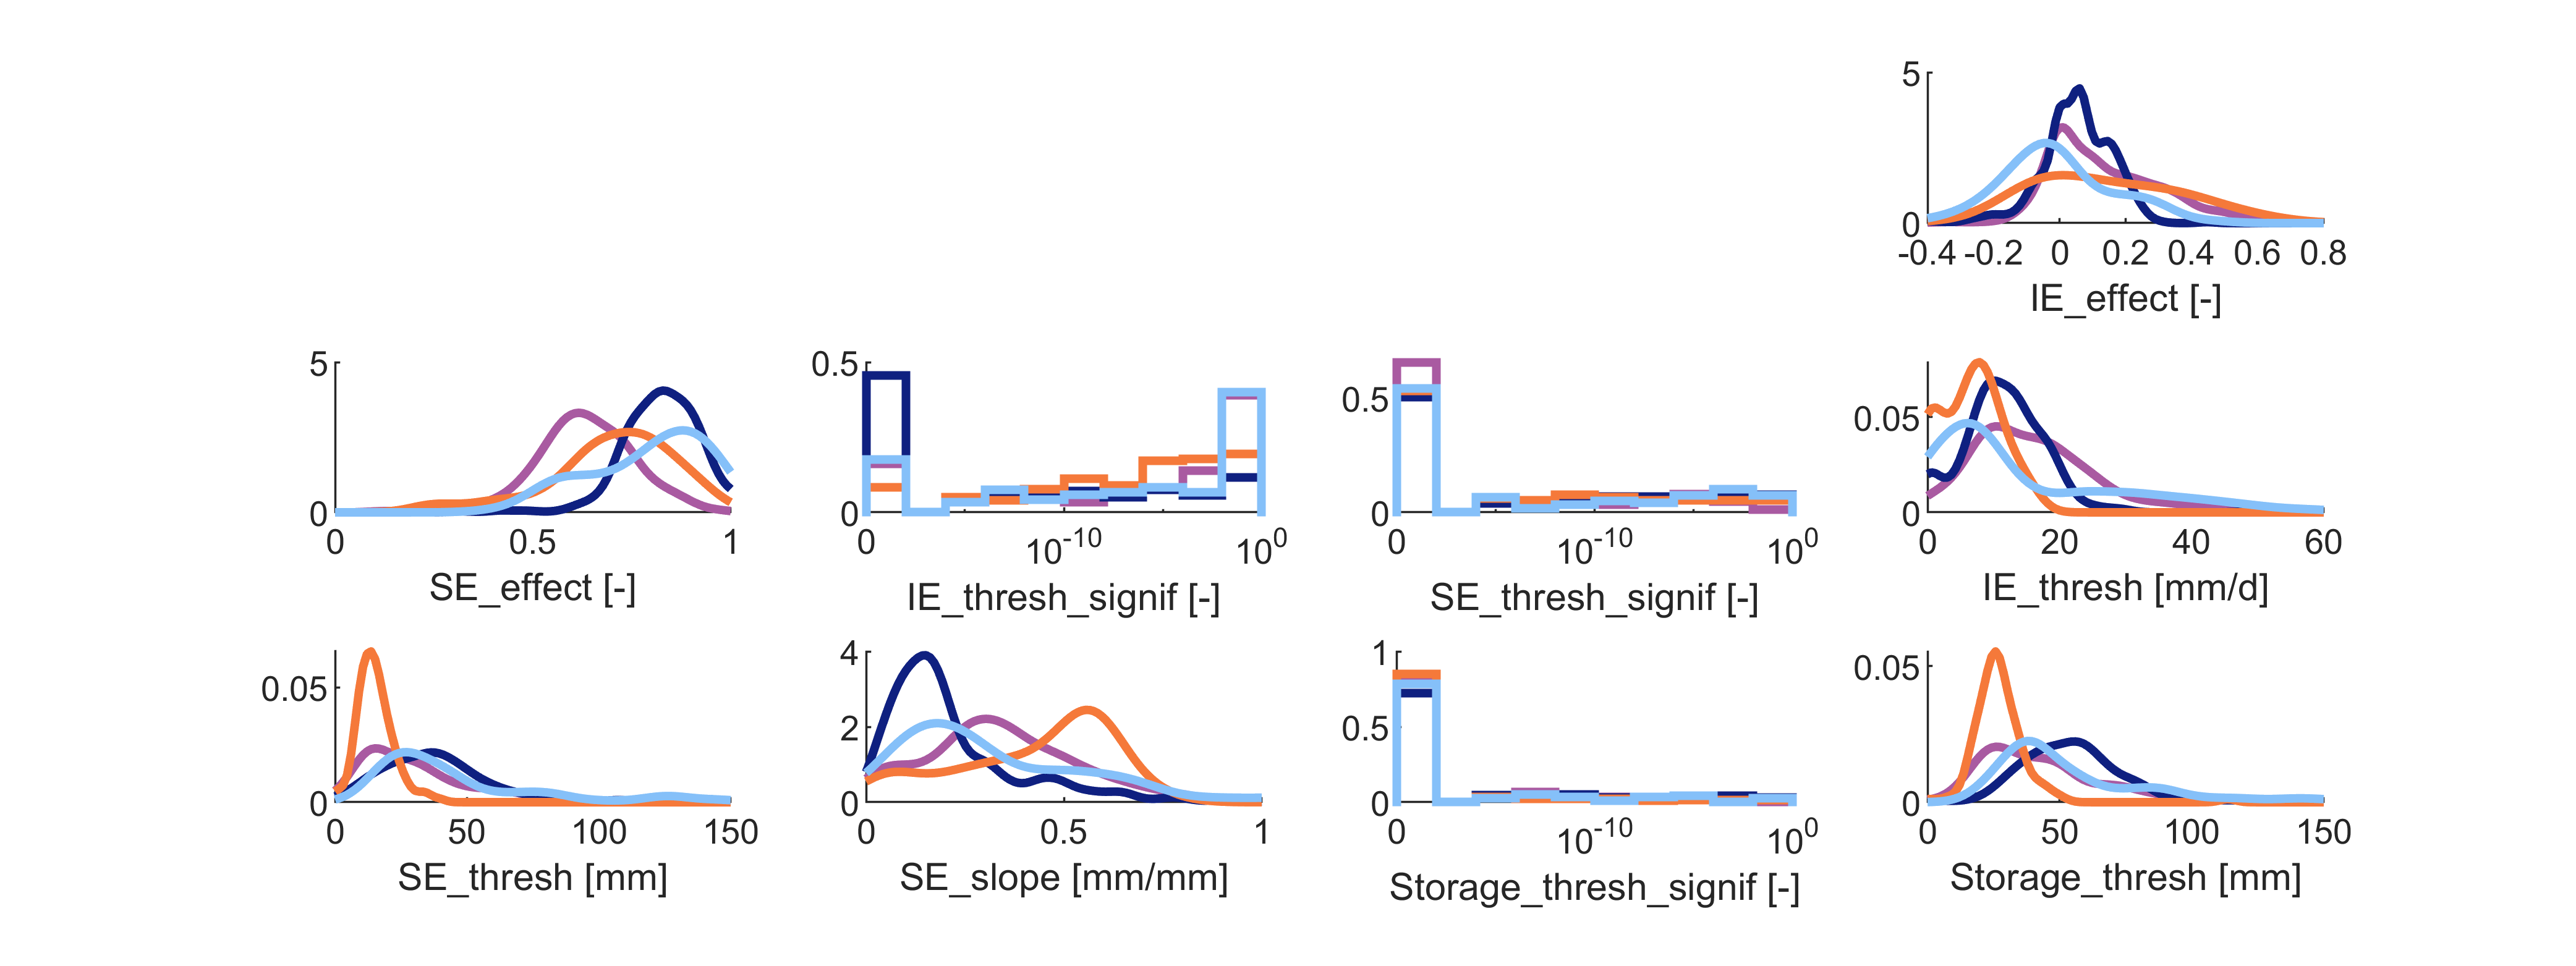 5
0
-0.4 -0.2 0 0.2 0.4 0.6 0.8
IE_effect [-]
5
0
0 0.5 1
SE_effect [-]
0.5
0
0 10^-10 10^0
IE_thresh_signif [-]
0.5
0
0 10^-10 10^0
SE_thresh_signif [-]
0.05
0
0 20 40 60
IE_thresh [mm/d]
0.05
0
0 50 100 150
SE_thresh [mm]
4
2
0
0 0.5 1
SE_slope [mm/mm]
1
0.5
0
0 10^-10 10^0
Storage_thresh_signif [-]
0.05
0
0 50 100 150
Storage_thresh [mm]